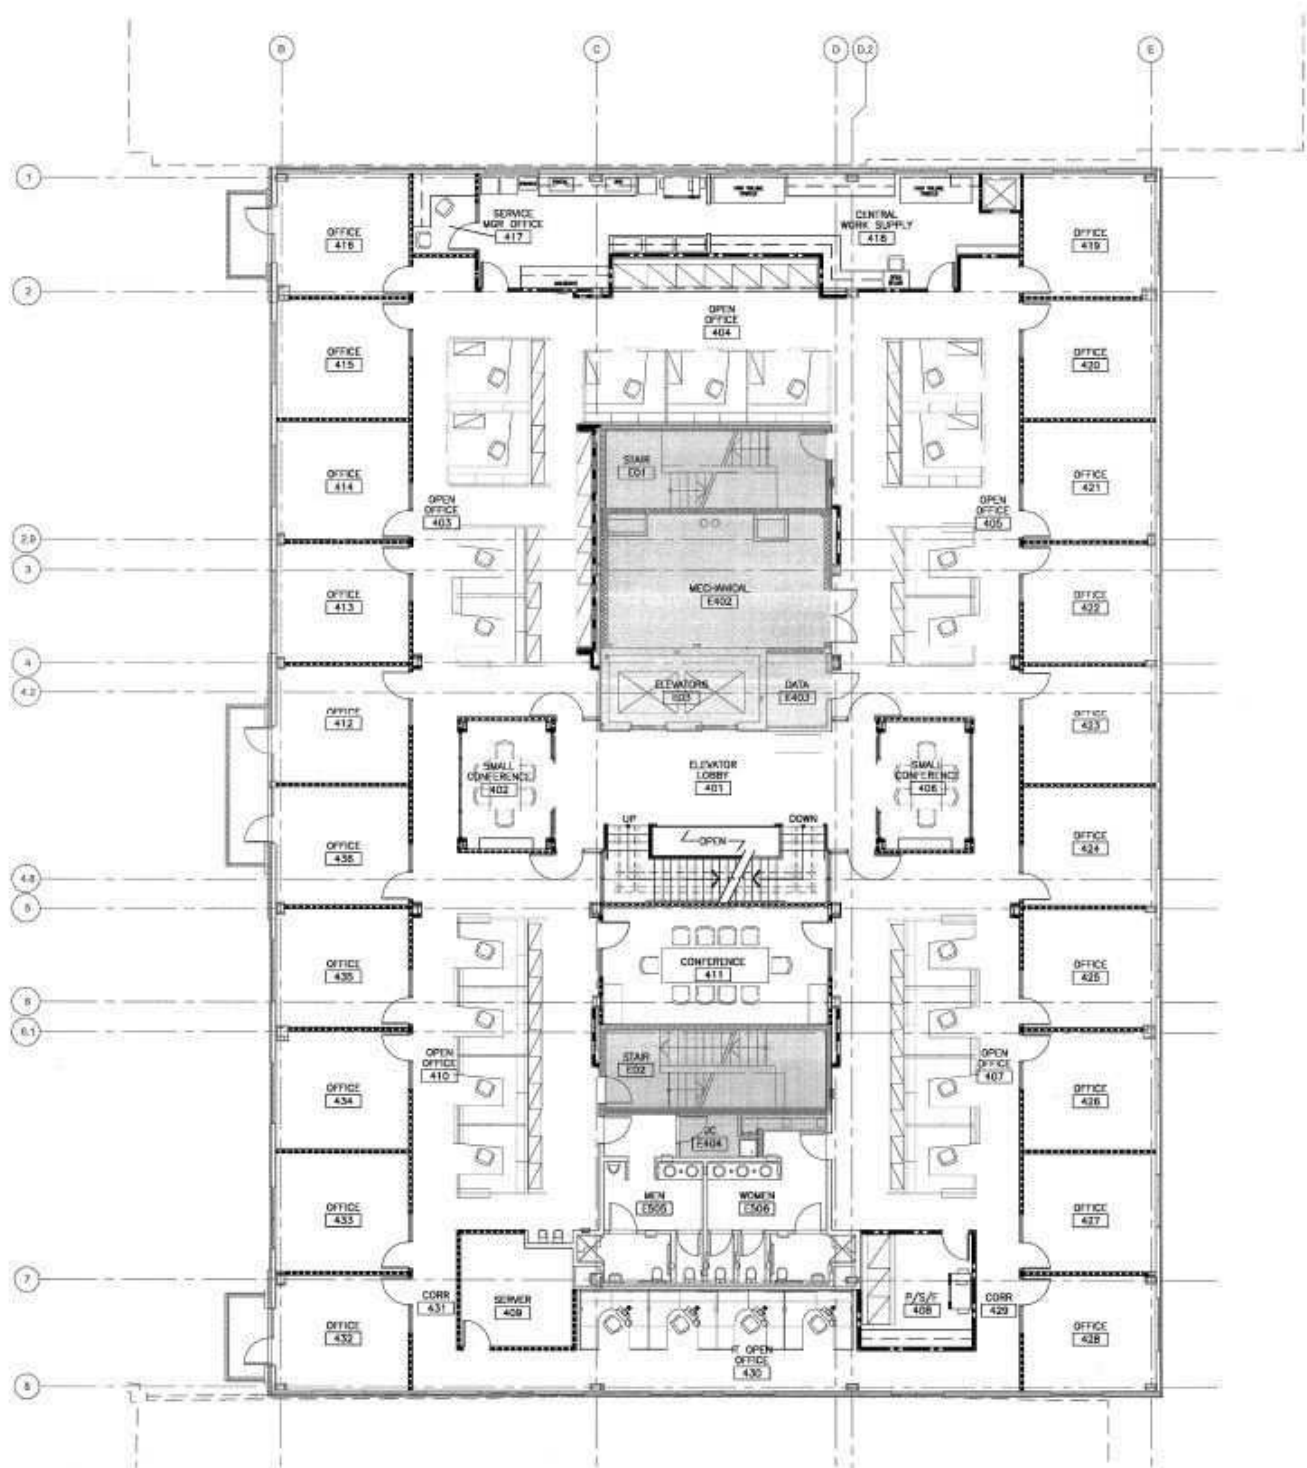 B
C
D
D.2
E
1
OFFICE
416
SERVICE
MGR OFFICE
417
CENTRAL
WORK SUPPLY
418
OFFICE
419
2
OPEN
OFFICE
404
OFFICE
415
OFFICE
420
STAIR
E01
OFFICE
414
OFFICE
421
OPEN
OFFICE
403
OPEN
OFFICE
405
2.9
3
MECHANICAL
E402
OFFICE
413
OFFICE
422
4
4.2
ELEVATORS
E03
DATA
E403
OFFICE
412
OFFICE
423
SMALL
CONFERENCE
402
ELEVATOR
LOBBY
401
SMALL
CONFERENCE
406
UP
DOWN
OPEN
OFFICE
436
OFFICE
424
4.8
5
CONFERENCE
411
OFFICE
435
OFFICE
425
6
6.1
STAIR
E02
OPEN
OFFICE
410
OPEN
OFFICE
407
OFFICE
434
OFFICE
426
E404
MEN
E505
WOMEN
E506
OFFICE
433
OFFICE
427
7
CORR
431
SERVER
409
P/S/F
408
CORR
429
OFFICE
432
OPEN
OFFICE
430
OFFICE
428
8